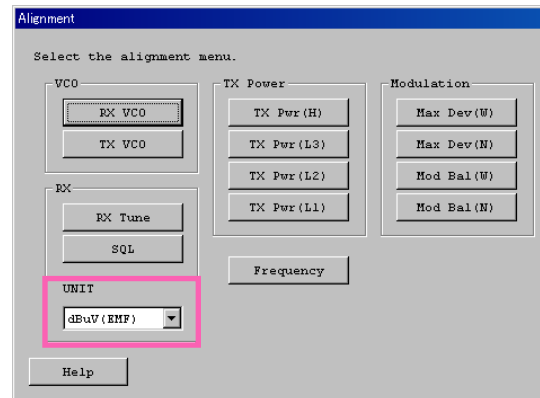 Alignment
Select the alignment menu.
VCO
RX VCO
TX VCO
RX
RX Tune
SQL
UNIT
dBuV(EMF)
Help
TX Power
TX Pwr(H)
TX Pwr(L3)
TX Pwr(L2)
TX Pwr(L1)
Frequency
Modulation
Max Dev(W)
Max Dev(N)
Mod Bal(W)
Mod Bal(N)